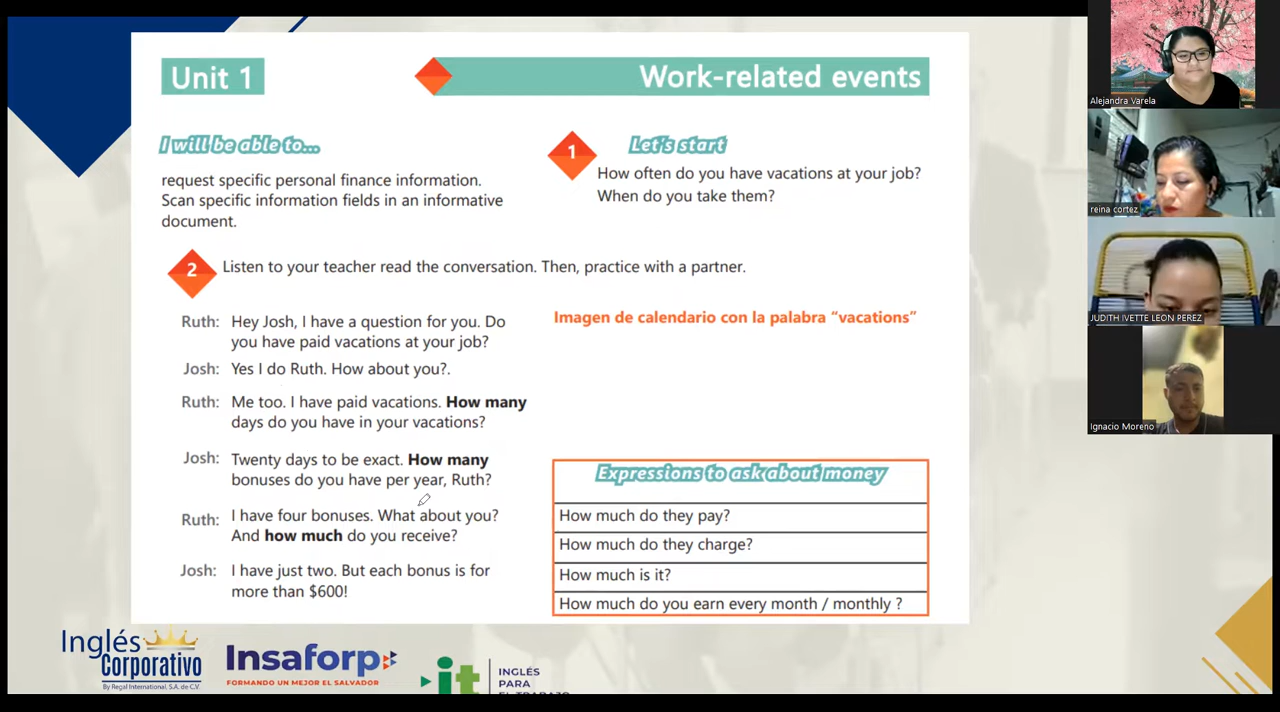 Unit 1
Work-related events
I will be able to...
request specific personal finance information.
Scan specific information fields in an informative
document.
1
Let's start
How often do you have vacations at your job?
When do you take them?
2
Listen to your teacher read the conversation. Then, practice with a partner.
Ruth: Hey Josh, I have a question for you. Do
you have paid vacations at your job?
Josh: Yes I do Ruth. How about you?.
Ruth: Me too. I have paid vacations. How many
days do you have in your vacations?
Josh: Twenty days to be exact. How many
bonuses do you have per year, Ruth?
Ruth: I have four bonuses. What about you?
And how much do you receive?
Josh: I have just two. But each bonus is for
more than $600!
Imagen de calendario con la palabra “vacations”
Expressions to ask about money
How much do they pay?
How much do they charge?
How much is it?
How much do you earn every month / monthly ?
Inglés
Corporativo
By Regal International, S.A. de C.V.
Insaforp
FORMANDO UN MEJOR EL SALVADOR
it
INGLÉS
PARA
EL TRABAJO
Alejandra Varela
reina cortez
JUDITH IVETTE LEON PEREZ
Ignacio Moreno